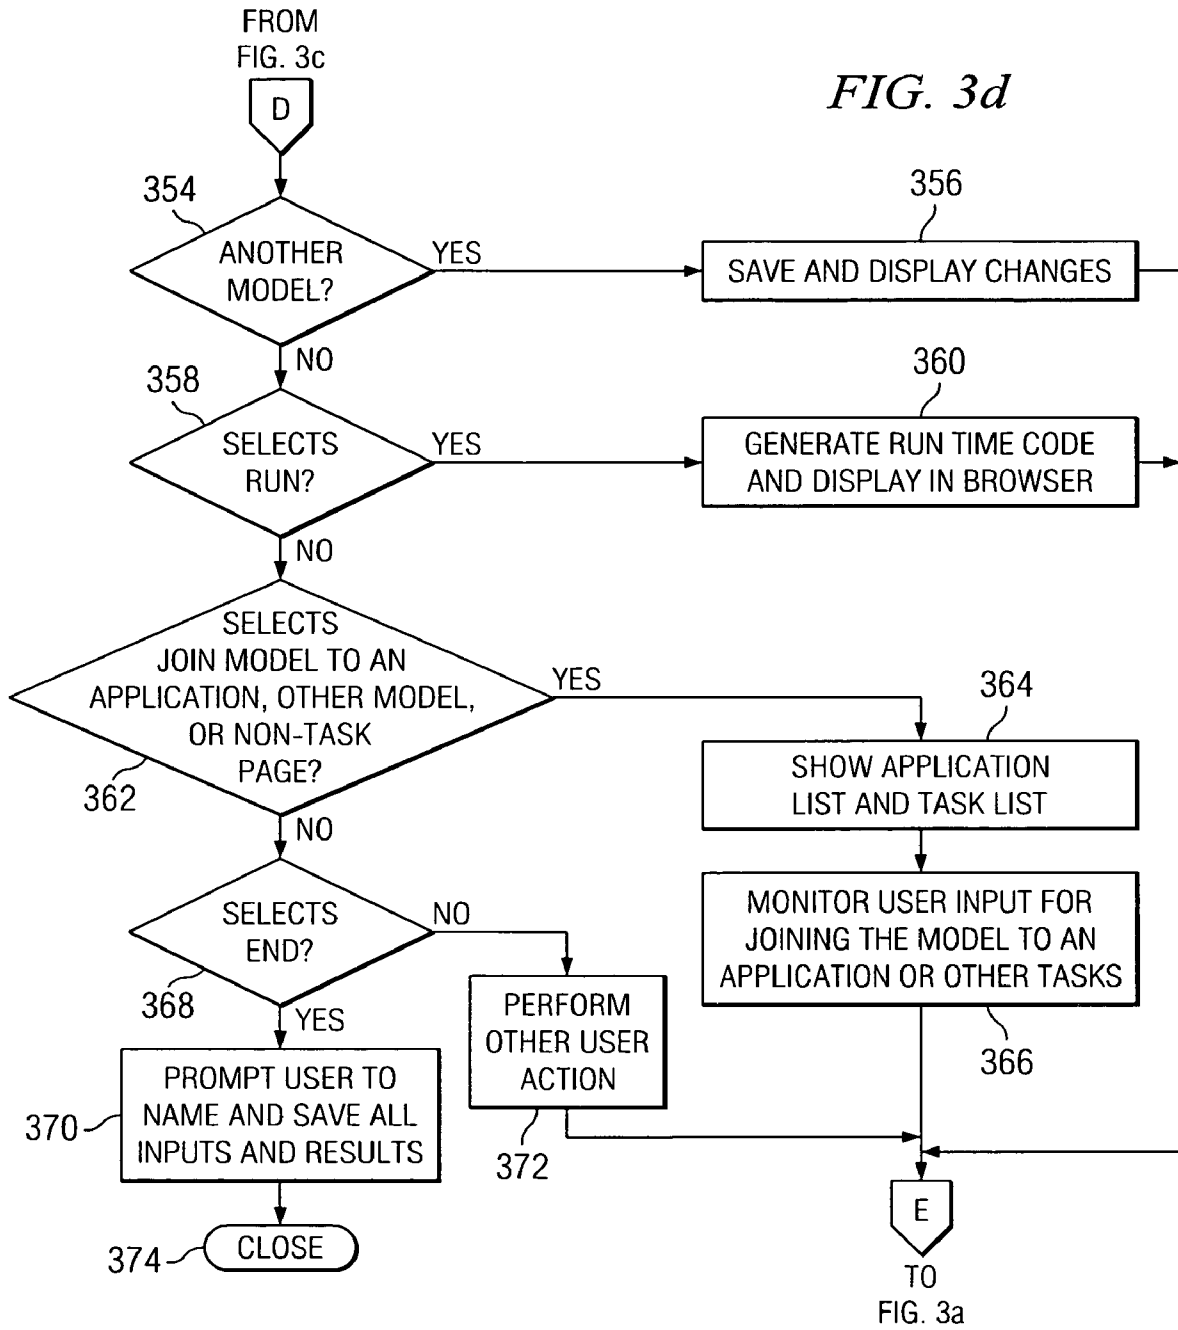 FROM
FIG. 3c
D
FIG. 3d
354
ANOTHER
MODEL?
YES
356
SAVE AND DISPLAY CHANGES
NO
358
SELECTS
RUN?
YES
360
GENERATE RUN TIME CODE
AND DISPLAY IN BROWSER
NO
SELECTS
JOIN MODEL TO AN
APPLICATION, OTHER MODEL,
OR NON-TASK
PAGE?
362
YES
364
SHOW APPLICATION
LIST AND TASK LIST
NO
SELECTS
END?
368
NO
MONITOR USER INPUT FOR
JOINING THE MODEL TO AN
APPLICATION OR OTHER TASKS
366
YES
PERFORM
OTHER USER
ACTION
372
370
PROMPT USER TO
NAME AND SAVE ALL
INPUTS AND RESULTS
374
CLOSE
E
TO
FIG. 3a